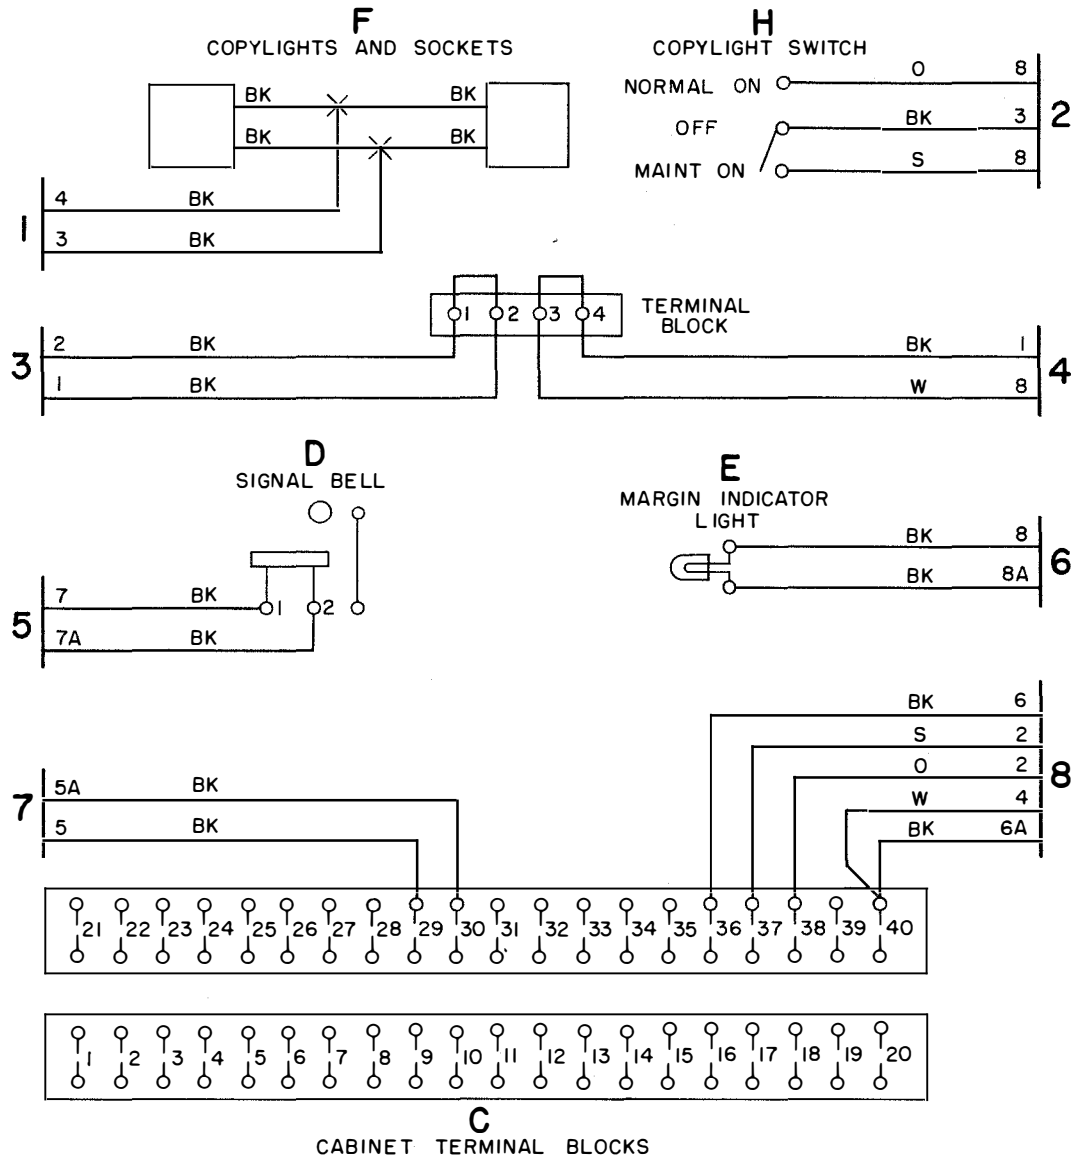 F
COPYLIGHTS AND SOCKETS
BK BK
BK BK
4 BK
1
3 BK
H
COPYLIGHT SWITCH
NORMAL ON O 8
OFF BK 3
2
MAINT ON S 8
1 2 3 4
TERMINAL
BLOCK
2 BK
3
1 BK
BK 1
4
W 8
D
SIGNAL BELL
7 BK
1 2
5
7A BK
E
MARGIN INDICATOR
LIGHT
BK 8
6
BK 8A
BK 6
S 2
O 2
8
W 4
BK 6A
5A BK
7
5 BK
21 22 23 24 25 26 27 28 29 30 31 32 33 34 35 36 37 38 39 40
1 2 3 4 5 6 7 8 9 10 11 12 13 14 15 16 17 18 19 20
C
CABINET TERMINAL BLOCKS